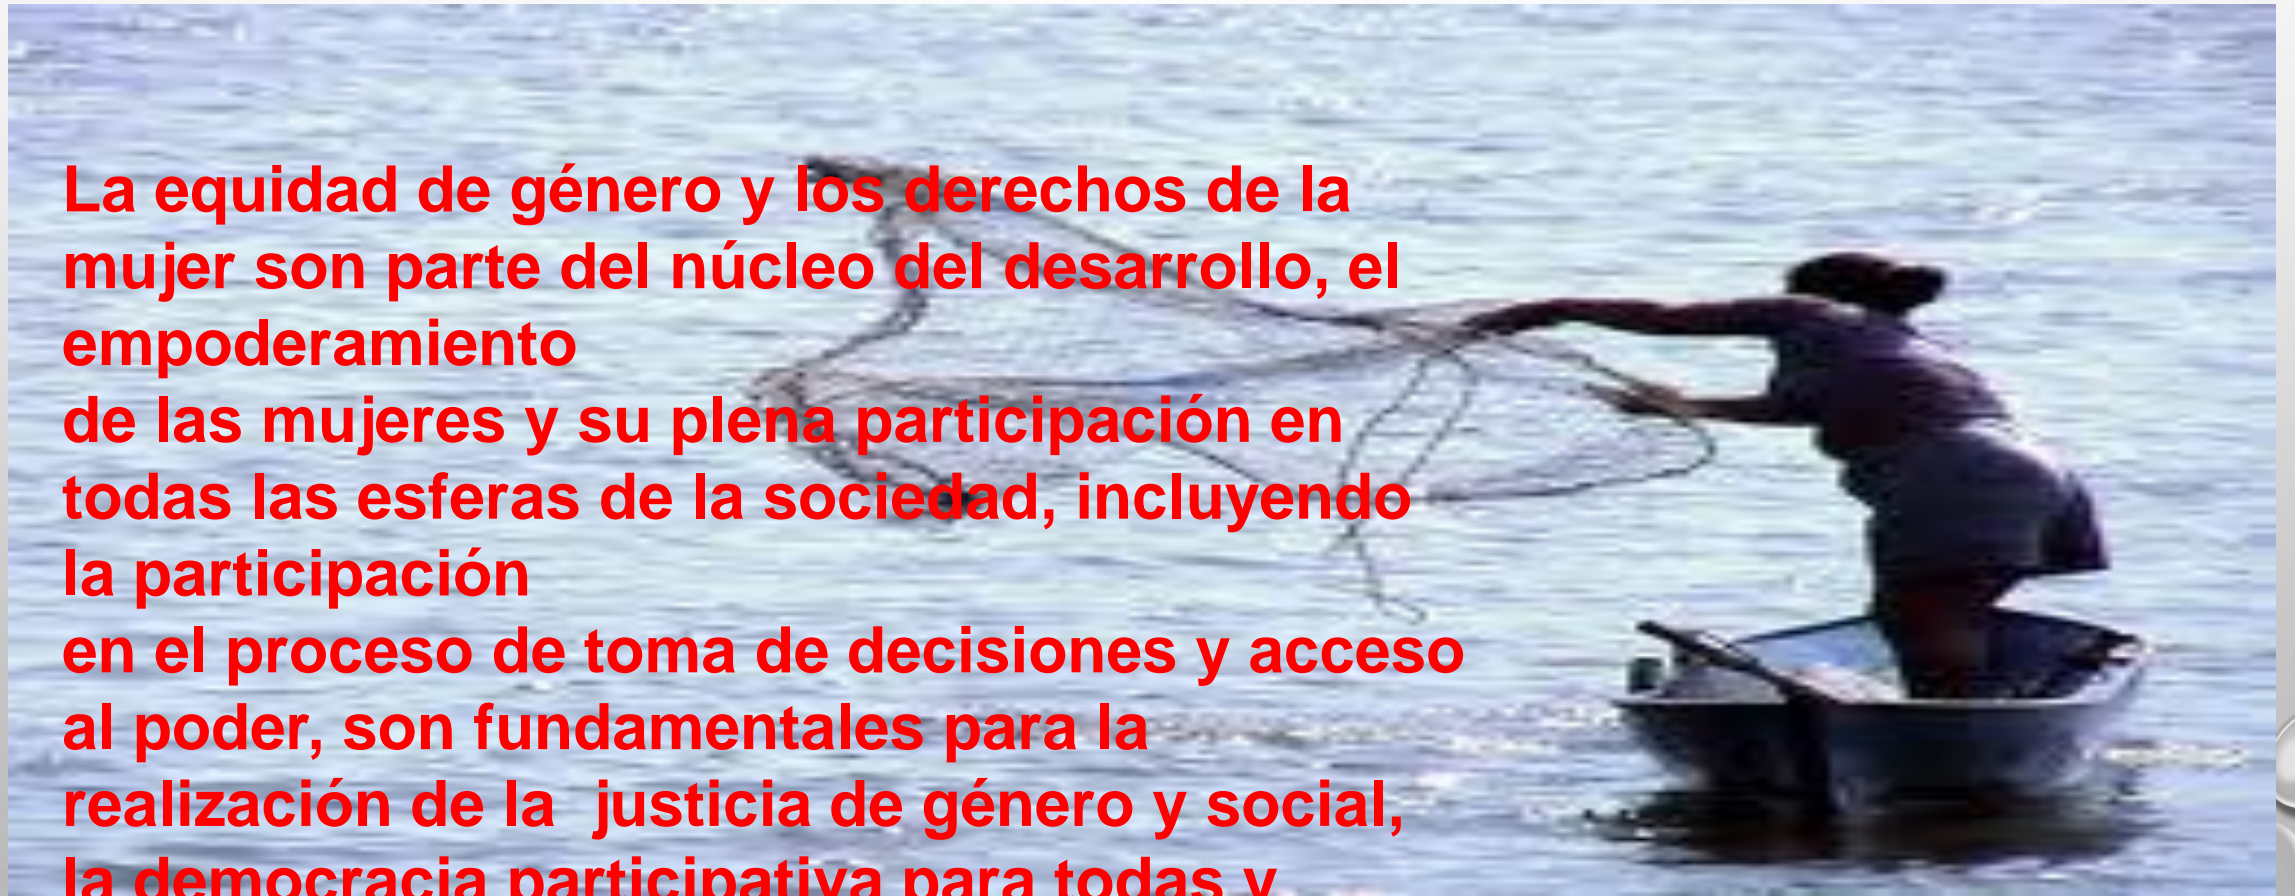 La equidad de género y los derechos de la
mujer son parte del núcleo del desarrollo, el
empoderamiento
de las mujeres y su plena participación en
todas las esferas de la sociedad, incluyendo
la participación
en el proceso de toma de decisiones y acceso
al poder, son fundamentales para la
realización de la  justicia de género y social,
la democracia participativa para todas y